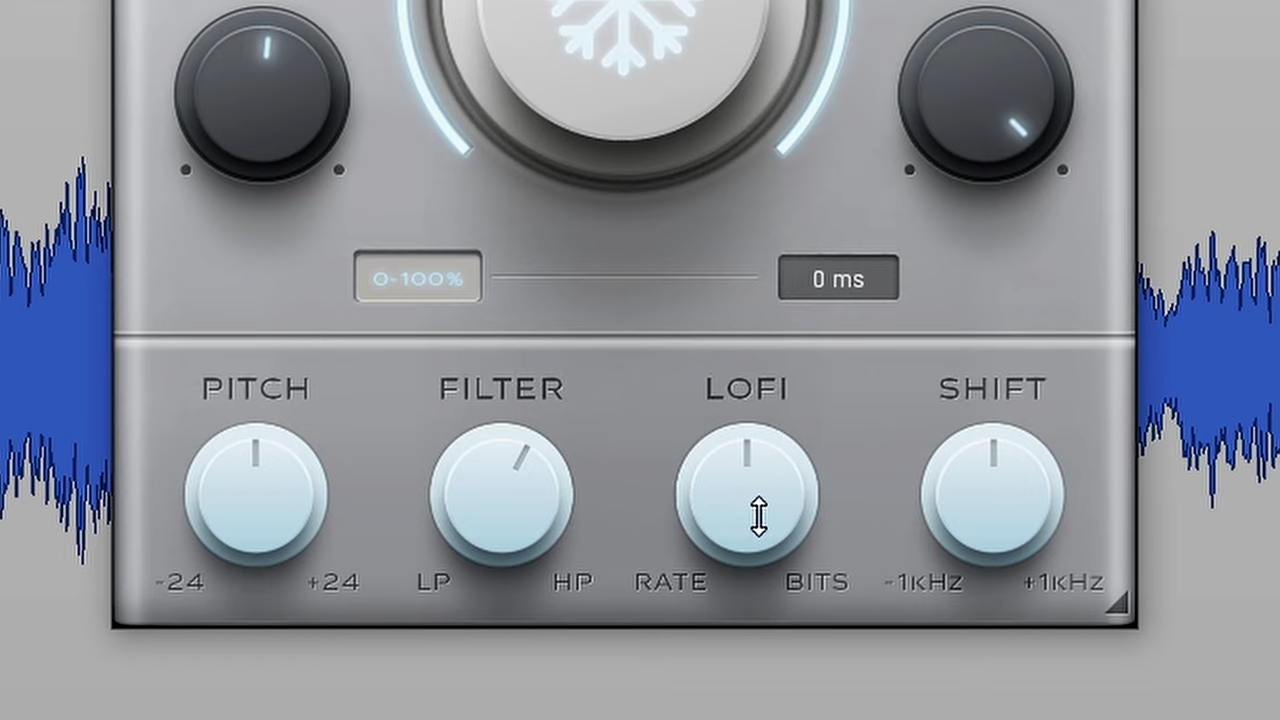 0-100%
0 ms
PITCH
FILTER
LOFI
SHIFT
-24
+24
LP
HP
RATE
BITS
-1KHZ
+1KHZ